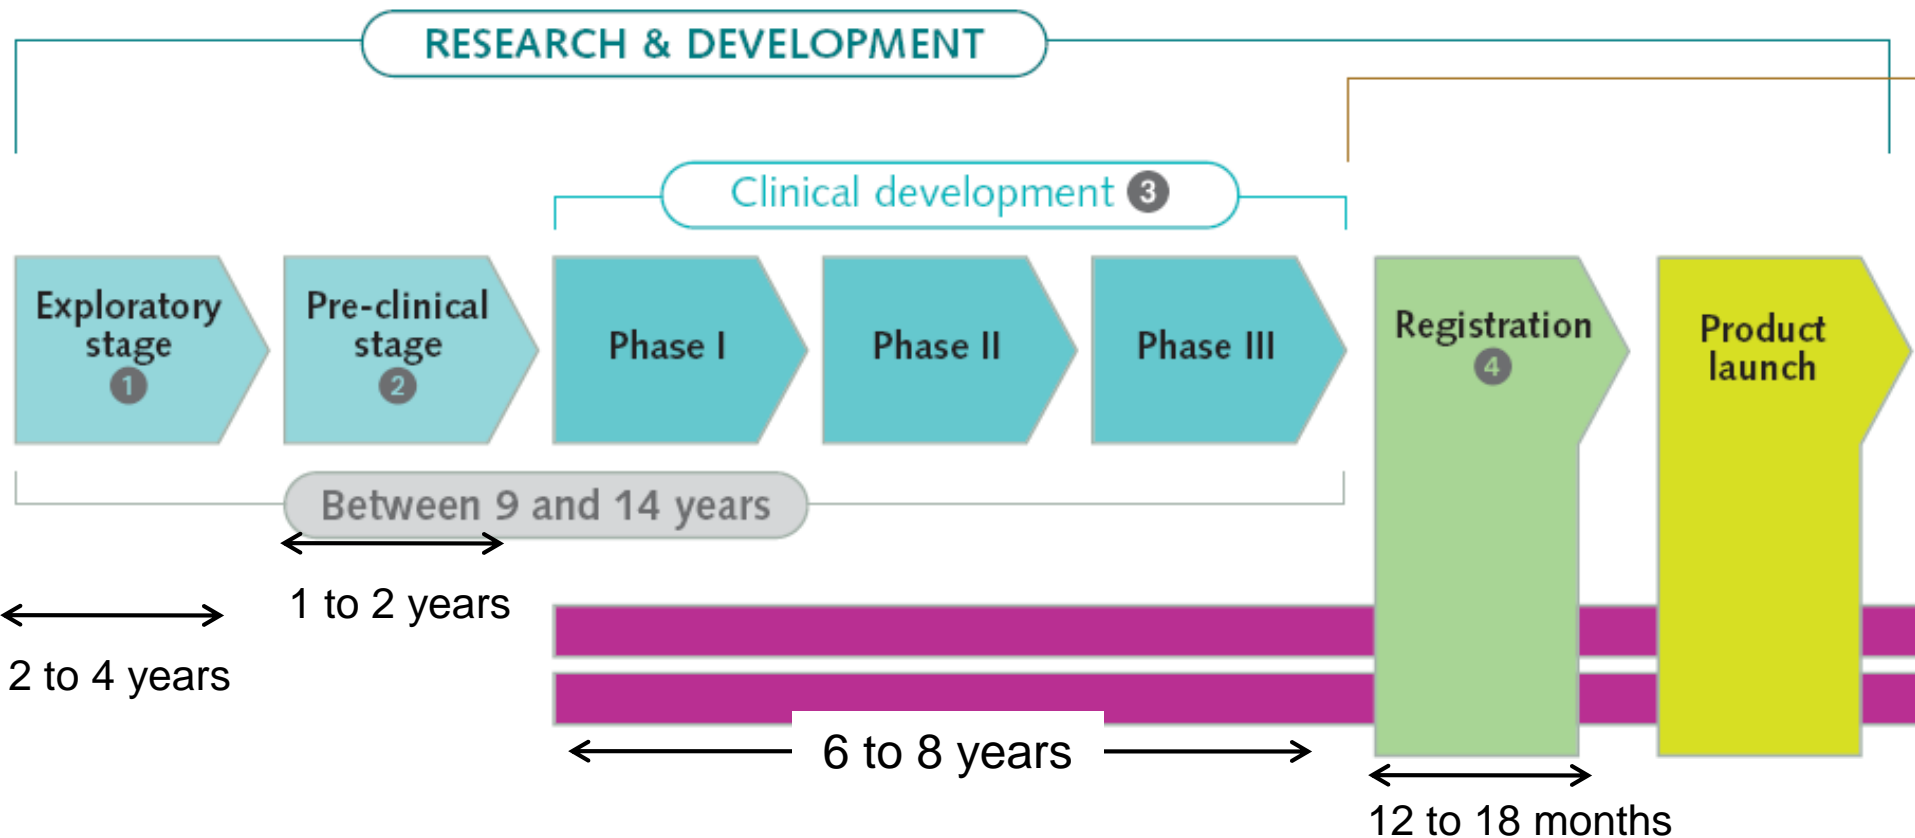 RESEARCH & DEVELOPMENT
Clinical development 3
Exploratory
stage
1
Pre-clinical
stage
2
Phase I
Phase II
Phase III
Registration
4
Product
launch
Between 9 and 14 years
1 to 2 years
2 to 4 years
6 to 8 years
12 to 18 months